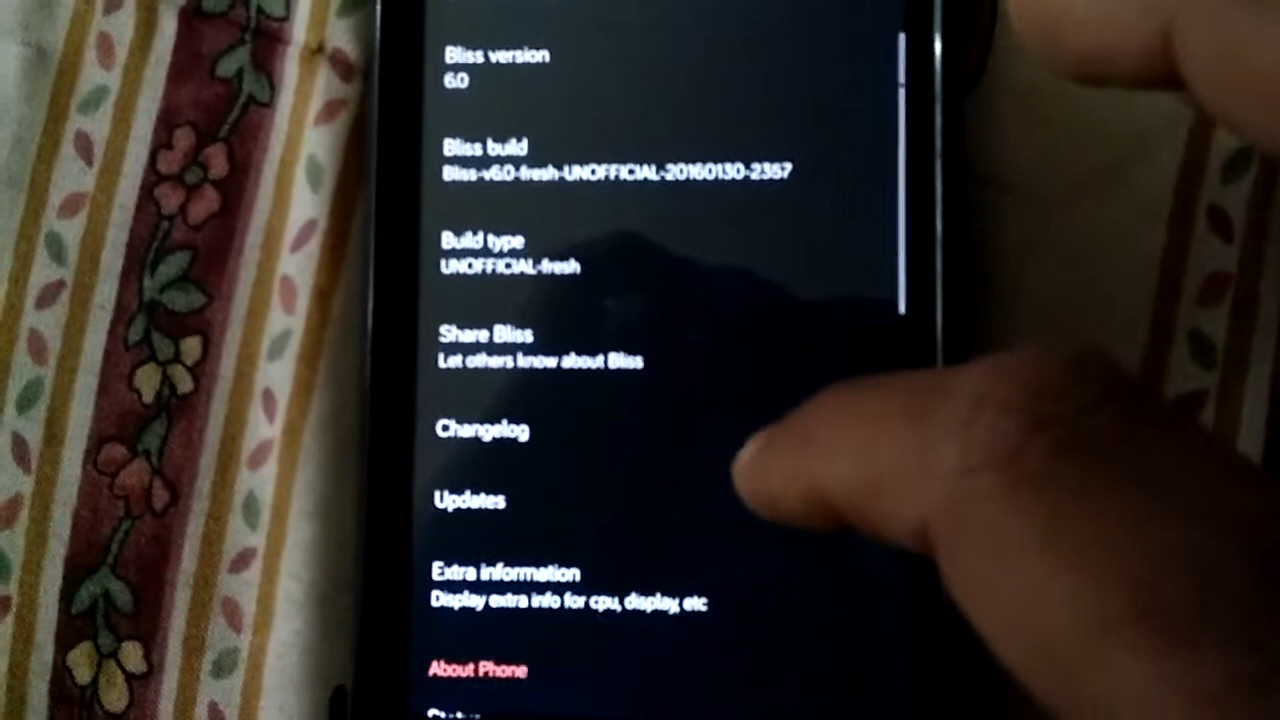 Bliss version
6.0
Bliss build
Bliss-v6.0-fresh-UNOFFICIAL-20160130-2357
Build type
UNOFFICIAL-fresh
Share Bliss
Let others know about Bliss
Changelog
Updates
Extra information
Display extra info for cpu, display, etc
About Phone
Status